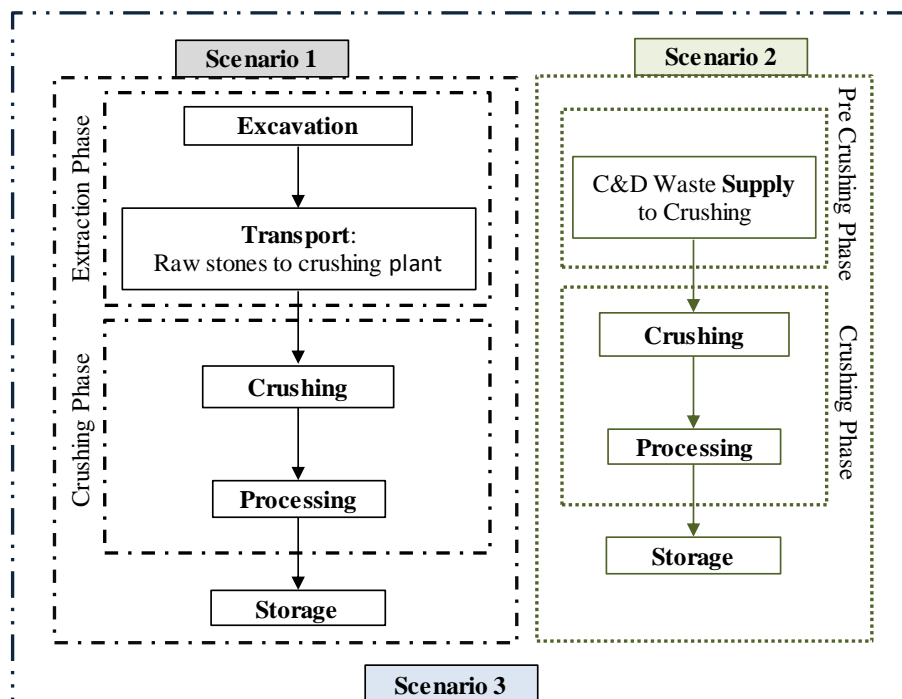 Scenario 1
Extraction Phase
Excavation
Transport:
Raw stones to crushing plant
Crushing Phase
Crushing
Processing
Storage
Scenario 2
Pre Crushing Phase
C&D Waste Supply
to Crushing
Crushing Phase
Crushing
Processing
Storage
Scenario 3